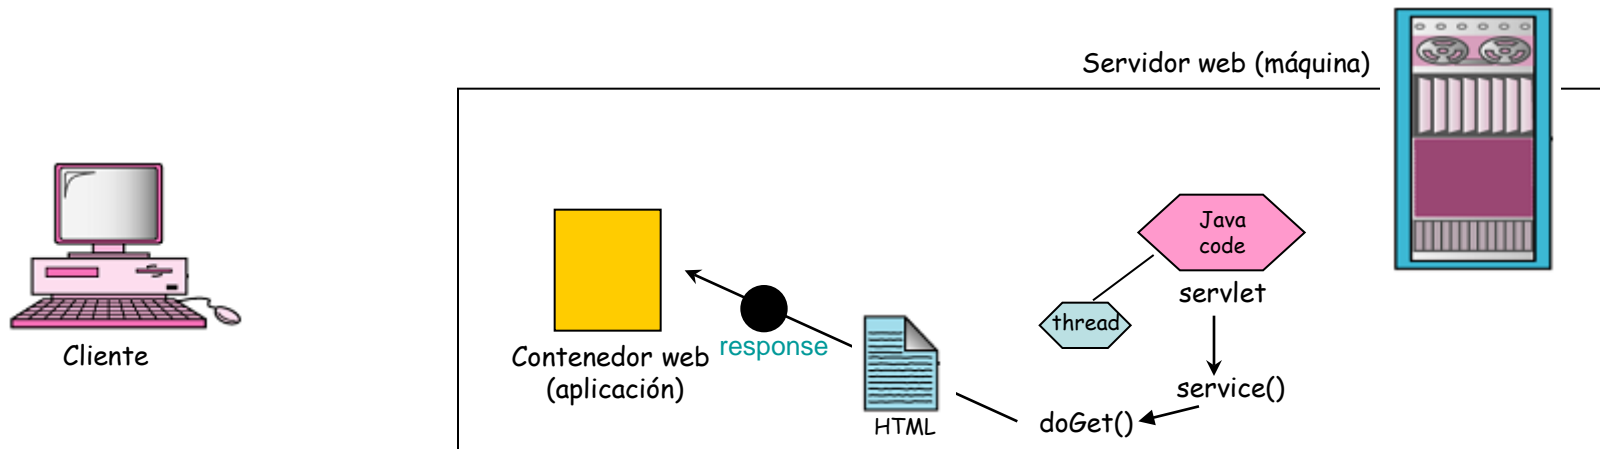 Servidor web (máquina)
Java
code
servlet
thread
Cliente
Contenedor web
(aplicación)
response
service()
doGet()
HTML